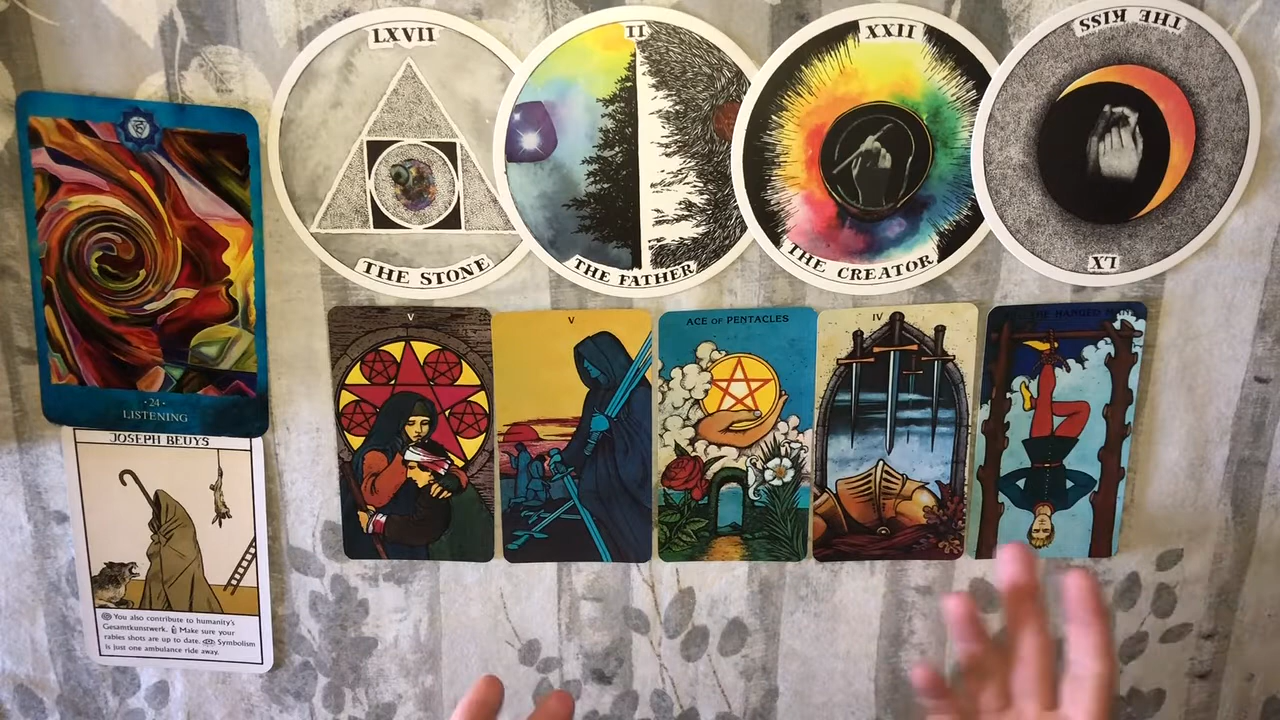 LXVII
THE STONE
II
THE FATHER
XXII
THE CREATOR
THE KISS
LX
·24·
LISTENING
JOSEPH BEUYS
You also contribute to humanity's
Gesamtkunstwerk. Make sure your
rabies shots are up to date. Symbolism
is just one ambulance ride away.
V
V
ACE OF PENTACLES
IV
THE HANGED MAN